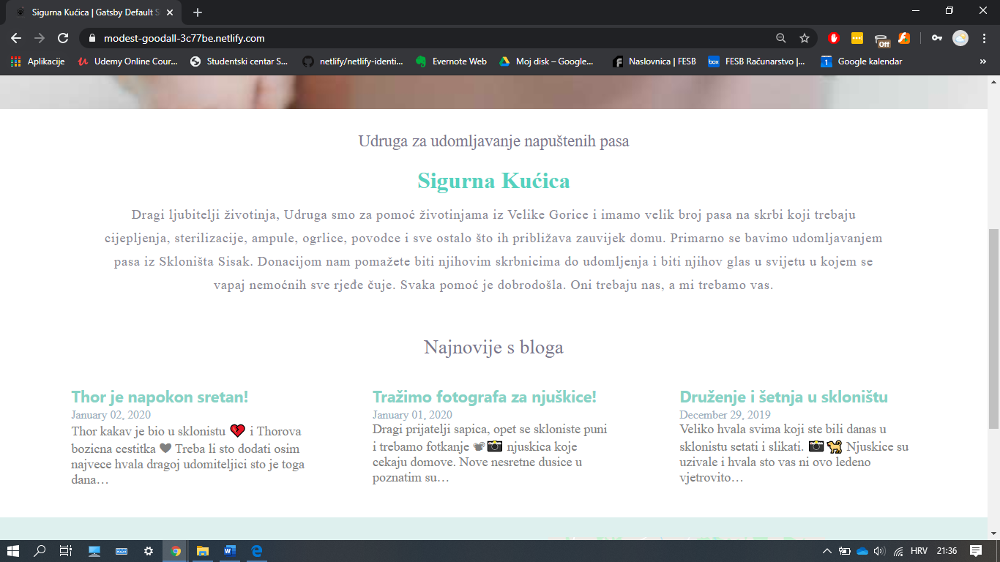 Sigurna Kućica | Gatsby Default S
modest-goodall-3c77be.netlify.com
Off
Aplikacije
Udemy Online Cour...
Studentski centar S...
netlify/netlify-identi...
Evernote Web
Moj disk – Google...
Naslovnica | FESB
box
FESB Računarstvo |...
1
Google kalendar
»
Udruga za udomljavanje napuštenih pasa
Sigurna Kućica
Dragi ljubitelji životinja, Udruga smo za pomoć životinjama iz Velike Gorice i imamo velik broj pasa na skrbi koji trebaju
cijepljenja, sterilizacije, ampule, ogrlice, povodce i sve ostalo što ih približava zauvijek domu. Primarno se bavimo udomljavanjem
pasa iz Skloništa Sisak. Donacijom nam pomažete biti njihovim skrbnicima do udomljenja i biti njihov glas u svijetu u kojem se
vapaj nemoćnih sve rjeđe čuje. Svaka pomoć je dobrodošla. Oni trebaju nas, a mi trebamo vas.
Najnovije s bloga
Thor je napokon sretan!
January 02, 2020
Thor kakav je bio u sklonistu 💔 i Thorova
bozicna cestitka 🖤 Treba li sto dodati osim
najvece hvala dragoj udomiteljici sto je toga
dana…
Tražimo fotografa za njuškice!
January 01, 2020
Dragi prijatelji sapica, opet se skloniste puni
i trebamo fotkanje 📽📷 njuskica koje
cekaju domove. Nove nesretne dusice u
poznatim su…
Druženje i šetnja u skloništu
December 29, 2019
Veliko hvala svima koji ste bili danas u
sklonistu setati i slikati. 📷🐕 Njuskice su
uzivale i hvala sto vas ni ovo ledeno
vjetrovito…
HRV
21:36